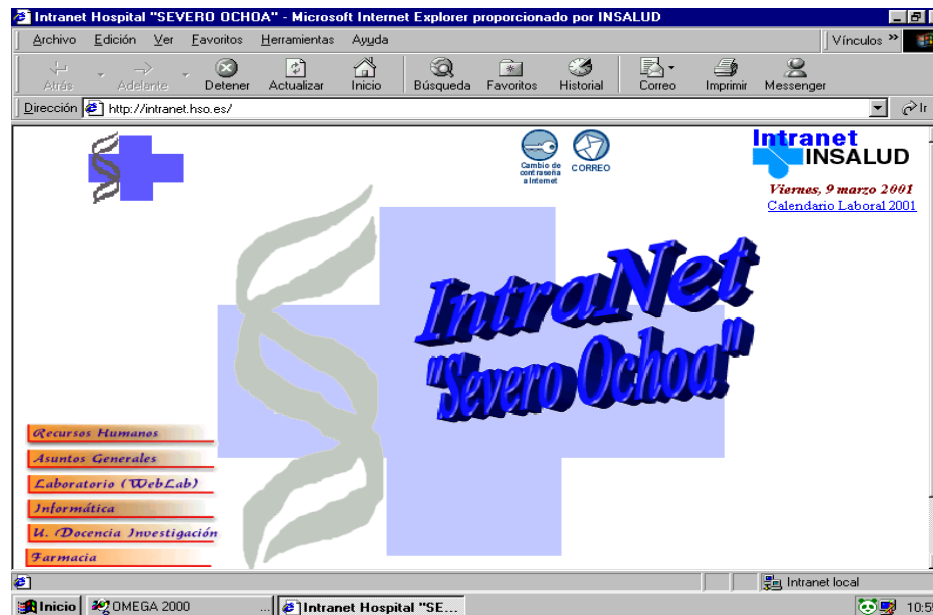 Intranet Hospital "SEVERO OCHOA" - Microsoft Internet Explorer proporcionado por INSALUD
Archivo Edición Ver Favoritos Herramientas Ayuda Vínculos »
Atrás Adelante Detener Actualizar Inicio Búsqueda Favoritos Historial Correo Imprimir Messenger
Dirección http://intranet.hso.es/ Ir
Cambio de contraseña a Internet
CORREO
Intranet
INSALUD
Viernes, 9 marzo 2001
Calendario Laboral 2001
IntraNet
"Severo Ochoa"
Recursos Humanos
Asuntos Generales
Laboratorio (WebLab)
Informática
U. Docencia Investigación
Farmacia
Intranet local
Inicio OMEGA 2000 ... Intranet Hospital "SE...